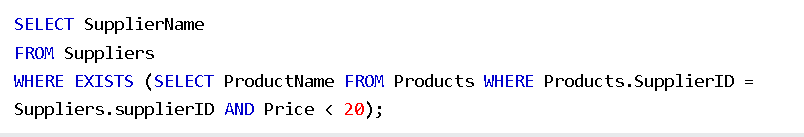 SELECT SupplierName
FROM Suppliers
WHERE EXISTS (SELECT ProductName FROM Products WHERE Products.SupplierID =
Suppliers.supplierID AND Price < 20);